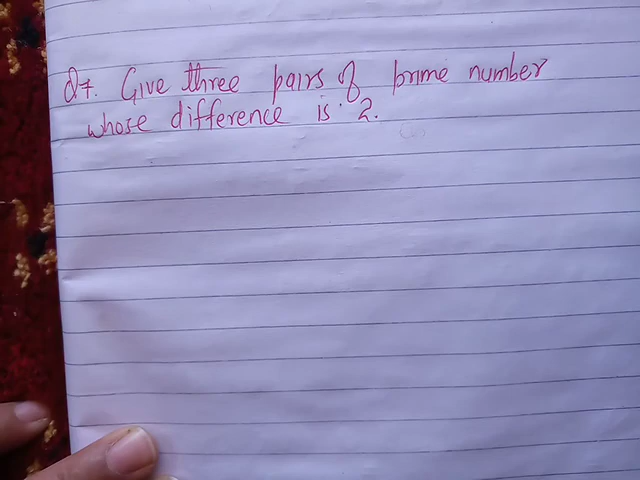 Q7. Give three pairs of prime number
whose difference is 2.